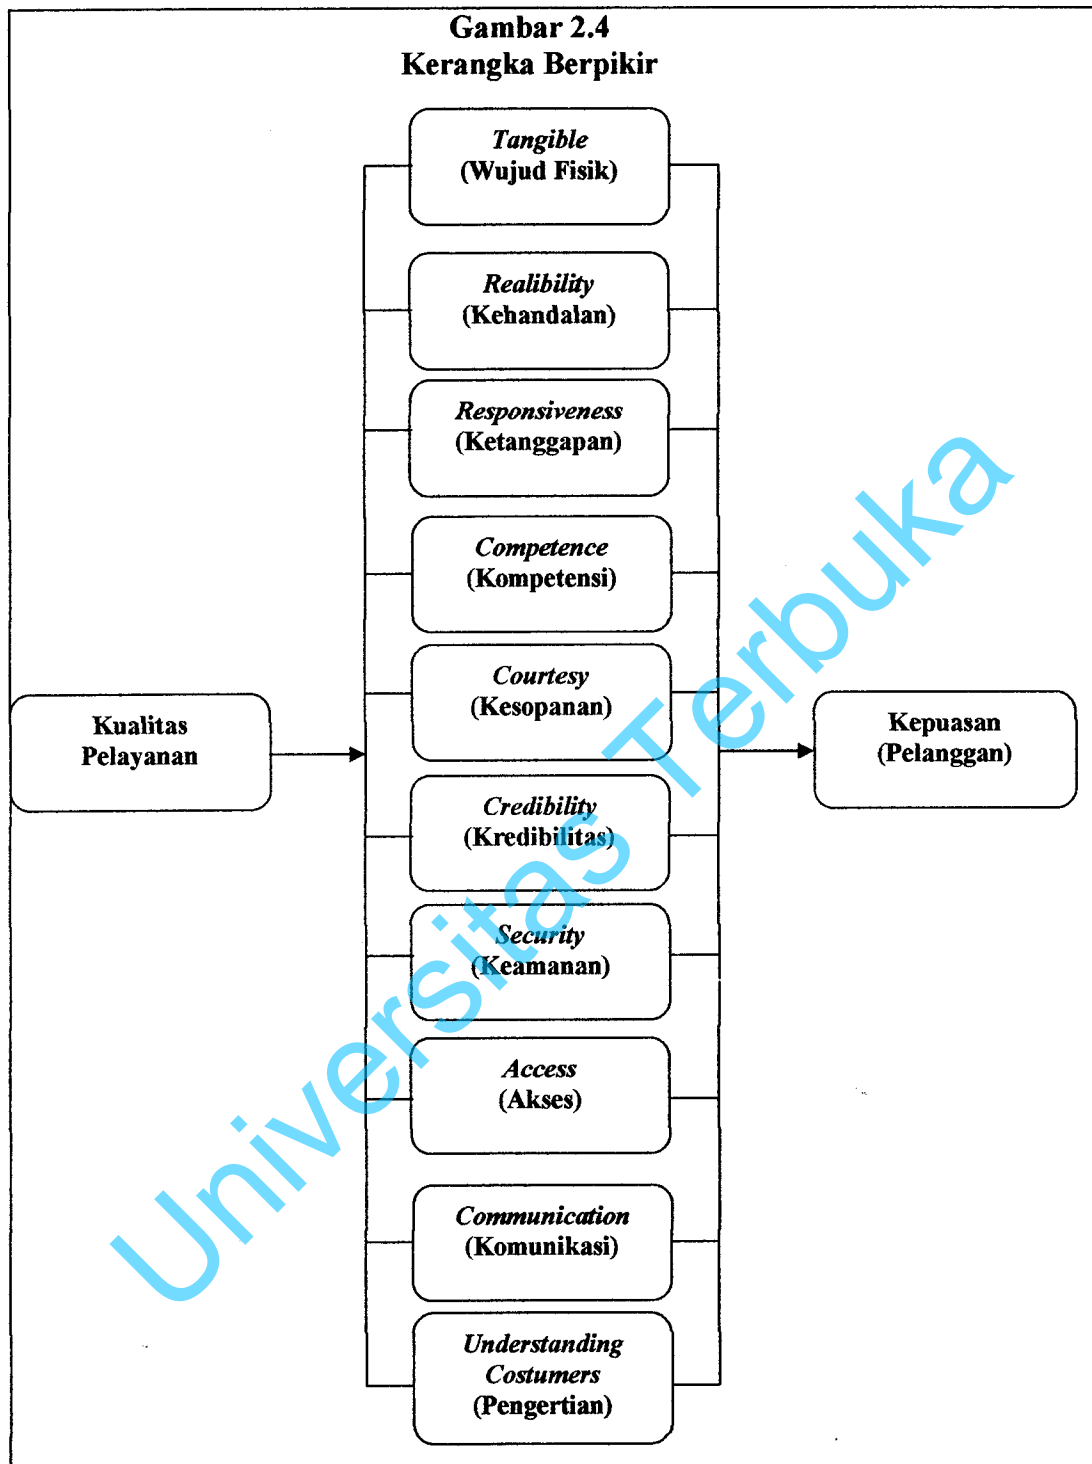 Gambar 2.4
Kerangka Berpikir
Tangible
(Wujud Fisik)
Realibility
(Kehandalan)
Responsiveness
(Ketanggapan)
Competence
(Kompetensi)
Courtesy
(Kesopanan)
Kualitas
Pelayanan
Kepuasan
(Pelanggan)
Credibility
(Kredibilitas)
Security
(Keamanan)
Access
(Akses)
Communication
(Komunikasi)
Understanding
Costumers
(Pengertian)
Universitas Terbuka